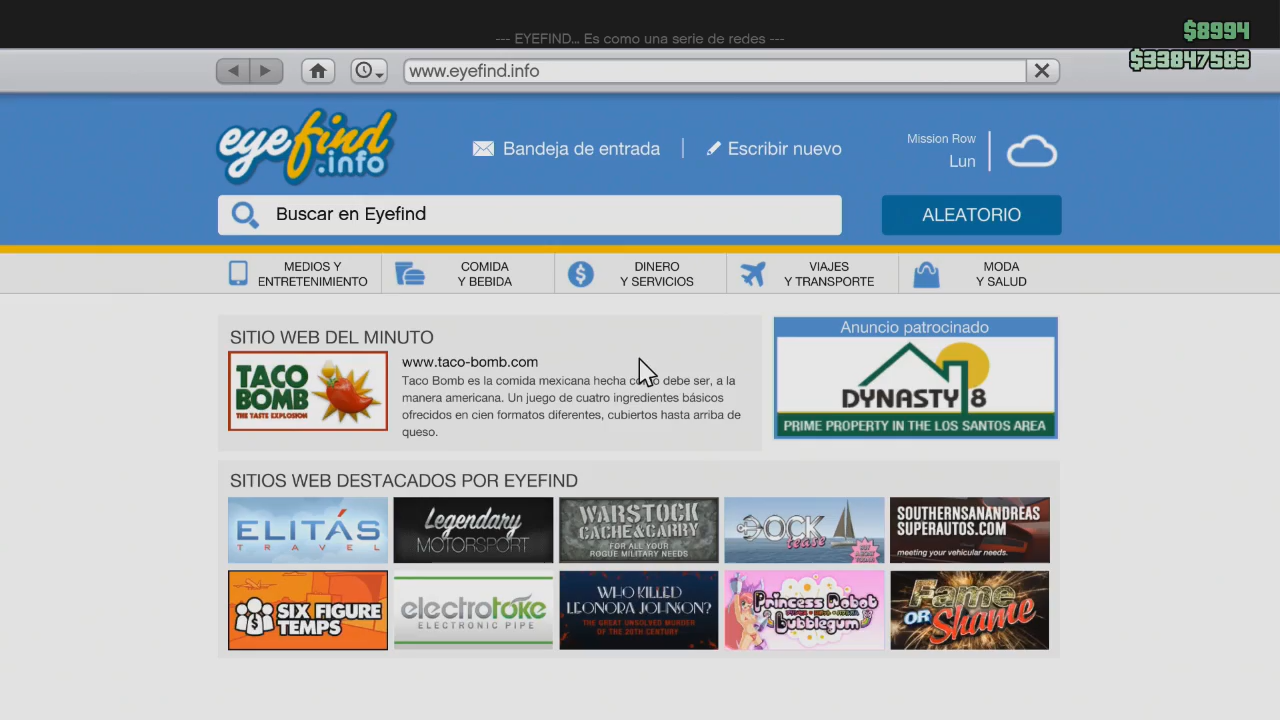 $8994
--- EYEFIND... Es como una serie de redes ---
$33847583
www.eyefind.info
eyefind
.info
Bandeja de entrada
Escribir nuevo
Mission Row
Lun
Buscar en Eyefind
ALEATORIO
MEDIOS Y
ENTRETENIMIENTO
COMIDA
Y BEBIDA
DINERO
Y SERVICIOS
VIAJES
Y TRANSPORTE
MODA
Y SALUD
SITIO WEB DEL MINUTO
TACO
BOMB
THE TASTE EXPLOSION
www.taco-bomb.com
Taco Bomb es la comida mexicana hecha como debe ser, a la
manera americana. Un juego de cuatro ingredientes básicos
ofrecidos en cien formatos diferentes, cubiertos hasta arriba de
queso.
Anuncio patrocinado
DYNASTY 8
PRIME PROPERTY IN THE LOS SANTOS AREA
SITIOS WEB DESTACADOS POR EYEFIND
ELITÁS
TRAVEL
Legendary
MOTORSPORT
WARSTOCK
CACHE & CARRY
FOR ALL YOUR
ROGUE MILITARY NEEDS
DOCK
tease
SOUTHERNSANANDREAS
SUPERAUTOS.COM
meeting your vehicular needs.
SIX FIGURE
TEMPS
electrotoke
ELECTRONIC PIPE
WHO KILLED
LEONORA JOHNSON?
THE GREAT UNSOLVED MURDER
OF THE 20TH CENTURY
Princess Robot
Bubblegum
Fame
OR Shame